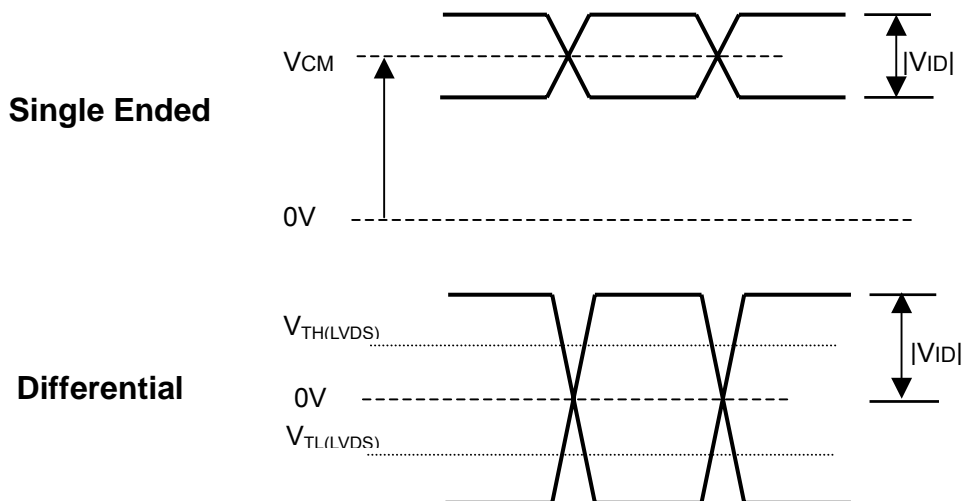 VCM
|VID|
Single Ended
0V
VTH(LVDS)
|VID|
Differential
0V
VTL(LVDS)